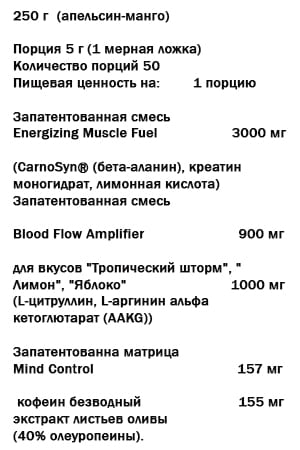 250 г (апельсин-манго)
Порция 5 г (1 мерная ложка)
Количество порций 50
Пищевая ценность на: 1 порцию
Запатентованная смесь
Energizing Muscle Fuel 3000 мг
(CarnoSyn® (бета-аланин), креатин
моногидрат, лимонная кислота)
Запатентованная смесь
Blood Flow Amplifier 900 мг
для вкусов "Тропический шторм", "
Лимон", "Яблоко" 1000 мг
(L-цитруллин, L-аргинин альфа
кетоглютарат (AAKG))
Запатентованна матрица
Mind Control 157 мг
кофеин безводный 155 мг
экстракт листьев оливы
(40% олеуропеины).